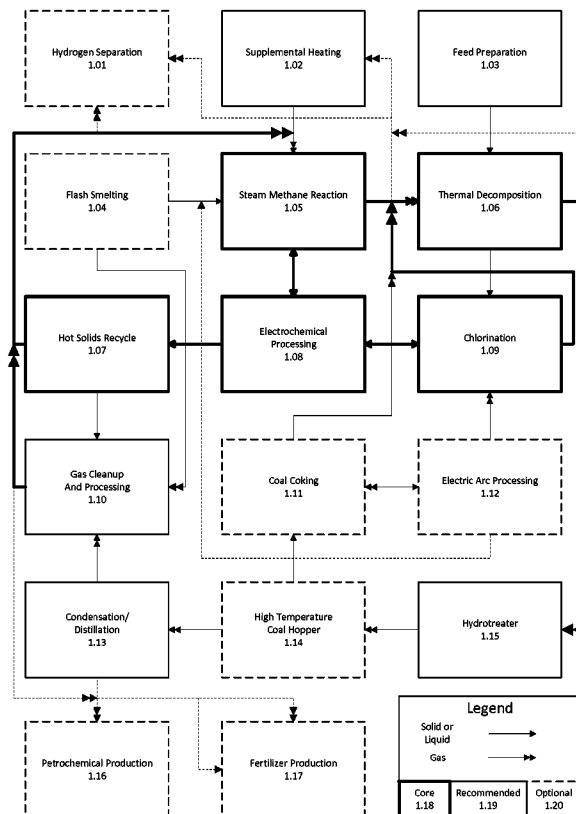 Hydrogen Separation
1.01
Supplemental Heating
1.02
Feed Preparation
1.03
Flash Smelting
1.04
Steam Methane Reaction
1.05
Thermal Decomposition
1.06
Hot Solids Recycle
1.07
Electrochemical
Processing
1.08
Chlorination
1.09
Gas Cleanup
And Processing
1.10
Coal Coking
1.11
Electric Arc Processing
1.12
Condensation/
Distillation
1.13
High Temperature
Coal Hopper
1.14
Hydrotreater
1.15
Petrochemical Production
1.16
Fertilizer Production
1.17
Legend
Solid or
Liquid
Gas
Core
1.18
Recommended
1.19
Optional
1.20